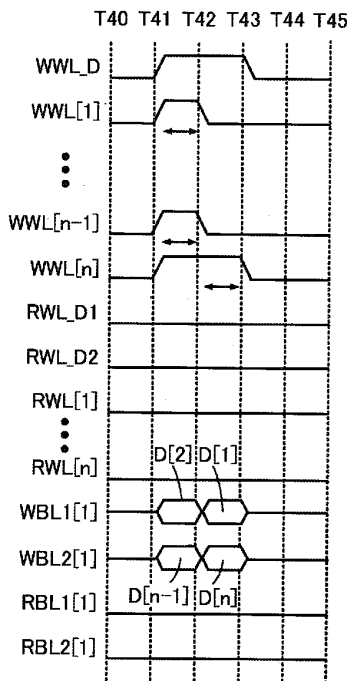 T40 T41 T42 T43 T44 T45
WWL_D
WWL[1]
WWL[n-1]
WWL[n]
RWL_D1
RWL_D2
RWL[1]
RWL[n]
D[2] D[1]
WBL1[1]
WBL2[1]
D[n-1] D[n]
RBL1[1]
RBL2[1]